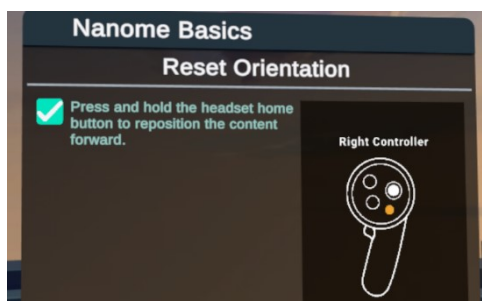 Nanome Basics
Reset Orientation
Press and hold the headset home
button to reposition the content
forward.
Right Controller